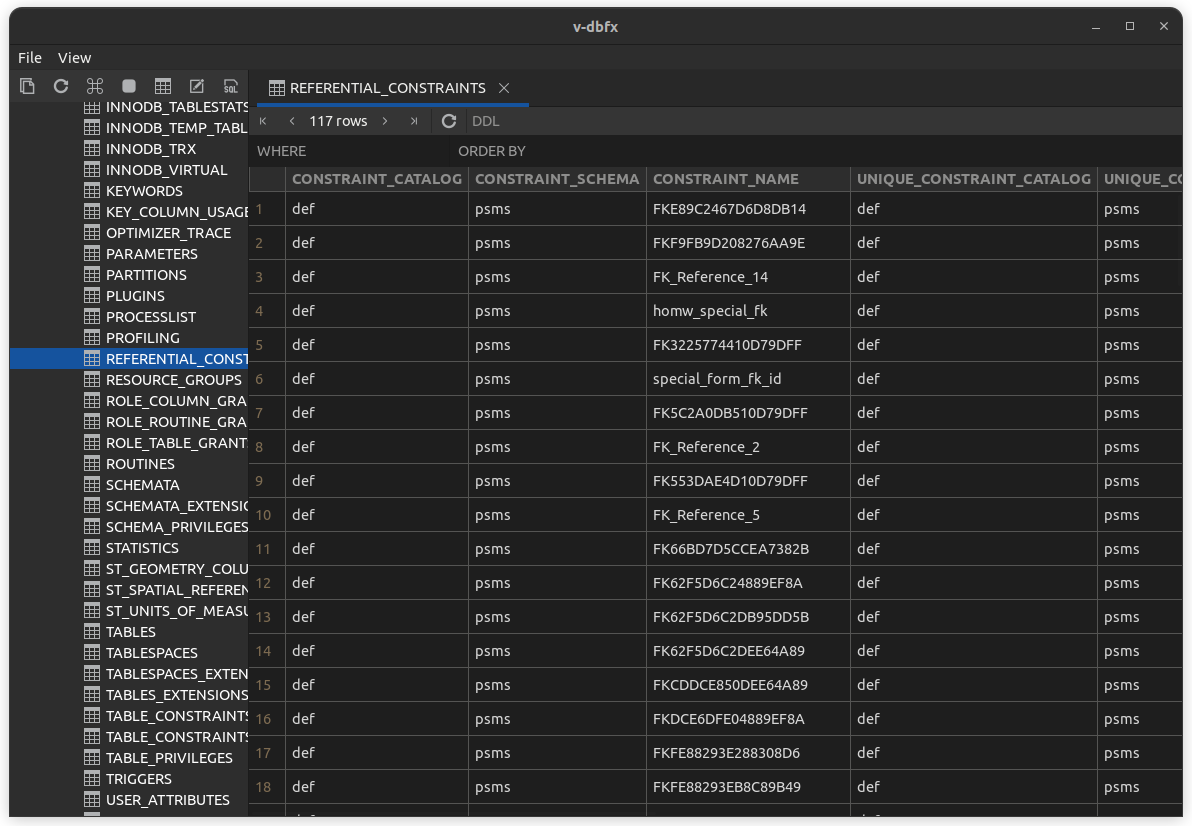 v-dbfx
File View
SQL
REFERENTIAL_CONSTRAINTS
117 rows DDL
WHERE ORDER BY
INNODB_TABLESTATS
INNODB_TEMP_TABL
INNODB_TRX
INNODB_VIRTUAL
KEYWORDS
KEY_COLUMN_USAGE
OPTIMIZER_TRACE
PARAMETERS
PARTITIONS
PLUGINS
PROCESSLIST
PROFILING
REFERENTIAL_CONST
RESOURCE_GROUPS
ROLE_COLUMN_GRA
ROLE_ROUTINE_GRA
ROLE_TABLE_GRANT
ROUTINES
SCHEMATA
SCHEMATA_EXTENSIO
SCHEMA_PRIVILEGES
STATISTICS
ST_GEOMETRY_COLU
ST_SPATIAL_REFEREN
ST_UNITS_OF_MEASU
TABLES
TABLESPACES
TABLESPACES_EXTEN
TABLES_EXTENSIONS
TABLE_CONSTRAINTS
TABLE_CONSTRAINTS
TABLE_PRIVILEGES
TRIGGERS
USER_ATTRIBUTES
CONSTRAINT_CATALOG CONSTRAINT_SCHEMA CONSTRAINT_NAME UNIQUE_CONSTRAINT_CATALOG UNIQUE_CO
1 def psms FKE89C2467D6D8DB14 def psms
2 def psms FKF9FB9D208276AA9E def psms
3 def psms FK_Reference_14 def psms
4 def psms homw_special_fk def psms
5 def psms FK3225774410D79DFF def psms
6 def psms special_form_fk_id def psms
7 def psms FK5C2A0DB510D79DFF def psms
8 def psms FK_Reference_2 def psms
9 def psms FK553DAE4D10D79DFF def psms
10 def psms FK_Reference_5 def psms
11 def psms FK66BD7D5CCEA7382B def psms
12 def psms FK62F5D6C24889EF8A def psms
13 def psms FK62F5D6C2DB95DD5B def psms
14 def psms FK62F5D6C2DEE64A89 def psms
15 def psms FKCDDCE850DEE64A89 def psms
16 def psms FKDCE6DFE04889EF8A def psms
17 def psms FKFE88293E288308D6 def psms
18 def psms FKFE88293EB8C89B49 def psms